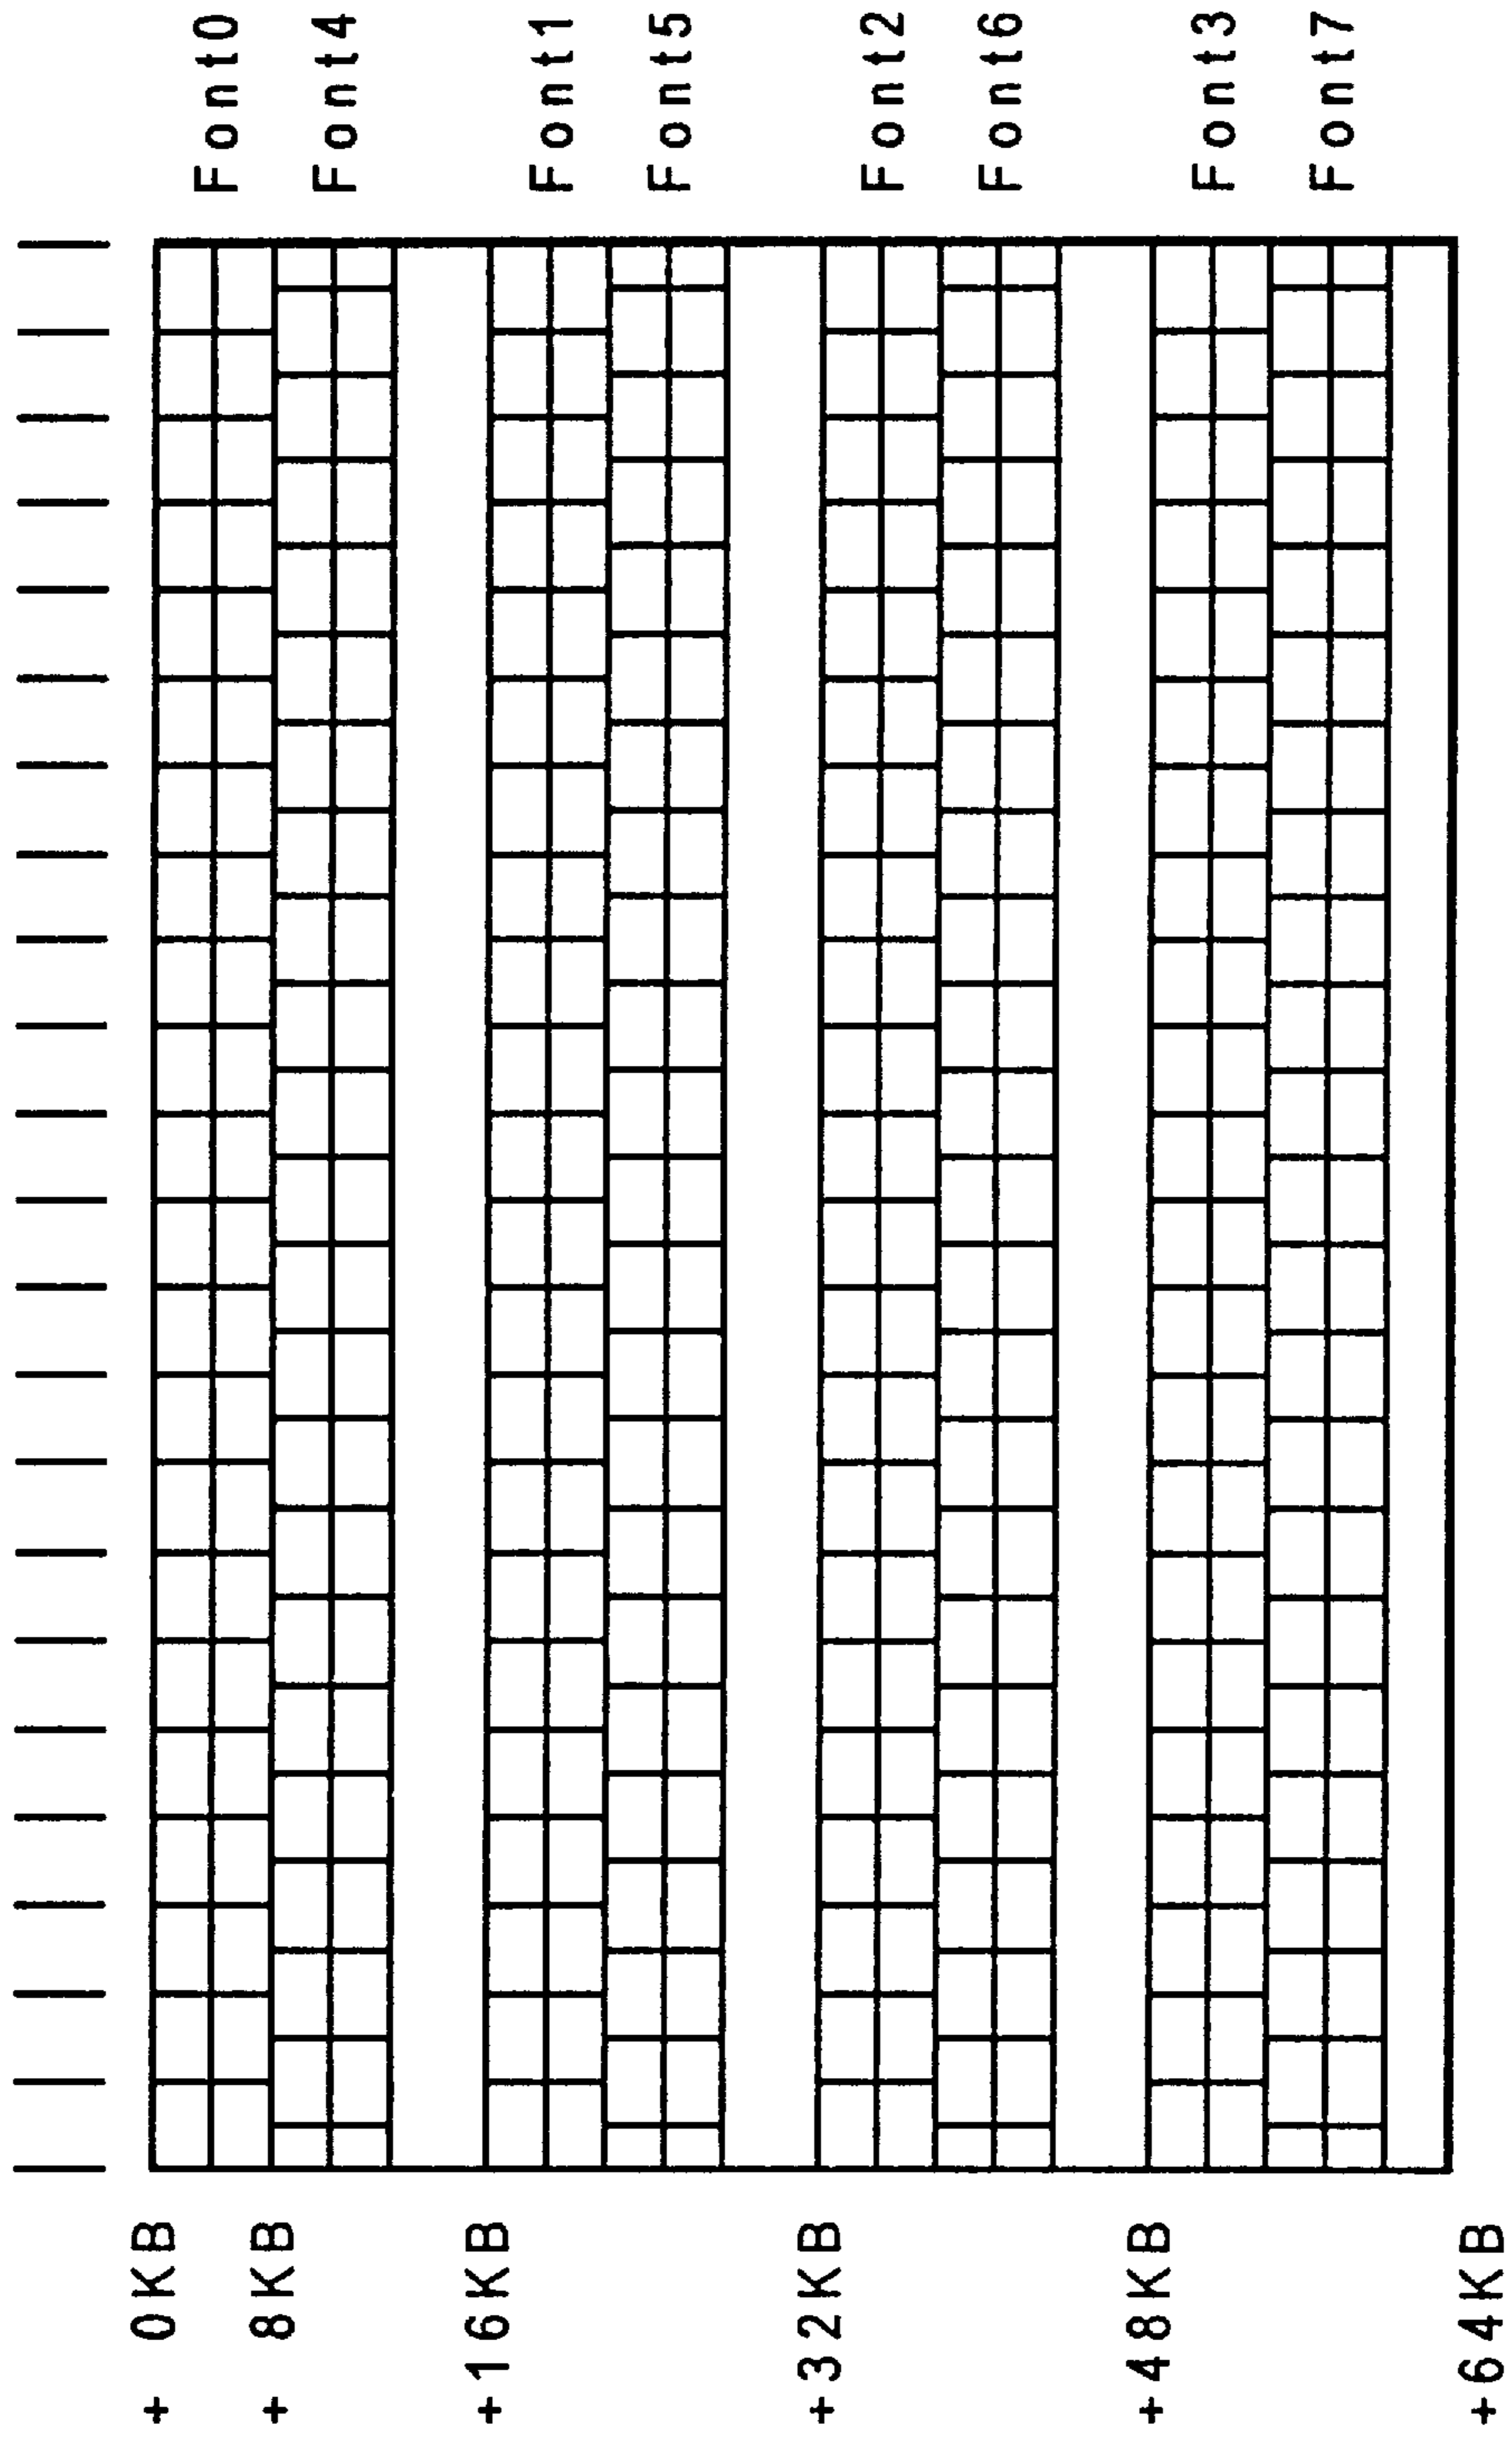 + 0KB
Font0
+ 8KB
Font4
+16KB
Font1
Font5
+32KB
Font2
Font6
+48KB
Font3
Font7
+64KB